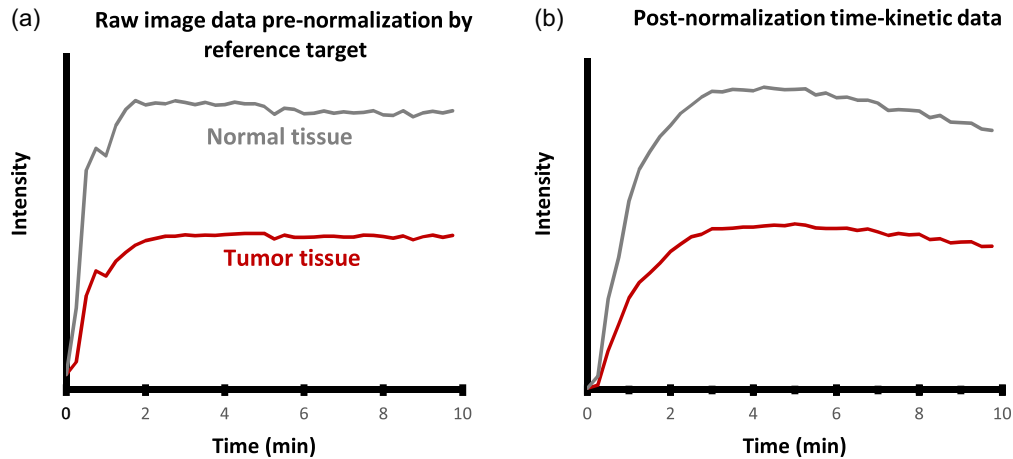 (a)
Raw image data pre-normalization by
reference target
Intensity
Normal tissue
Tumor tissue
0
2
4
6
8
10
Time (min)
(b)
Post-normalization time-kinetic data
Intensity
0
2
4
6
8
10
Time (min)